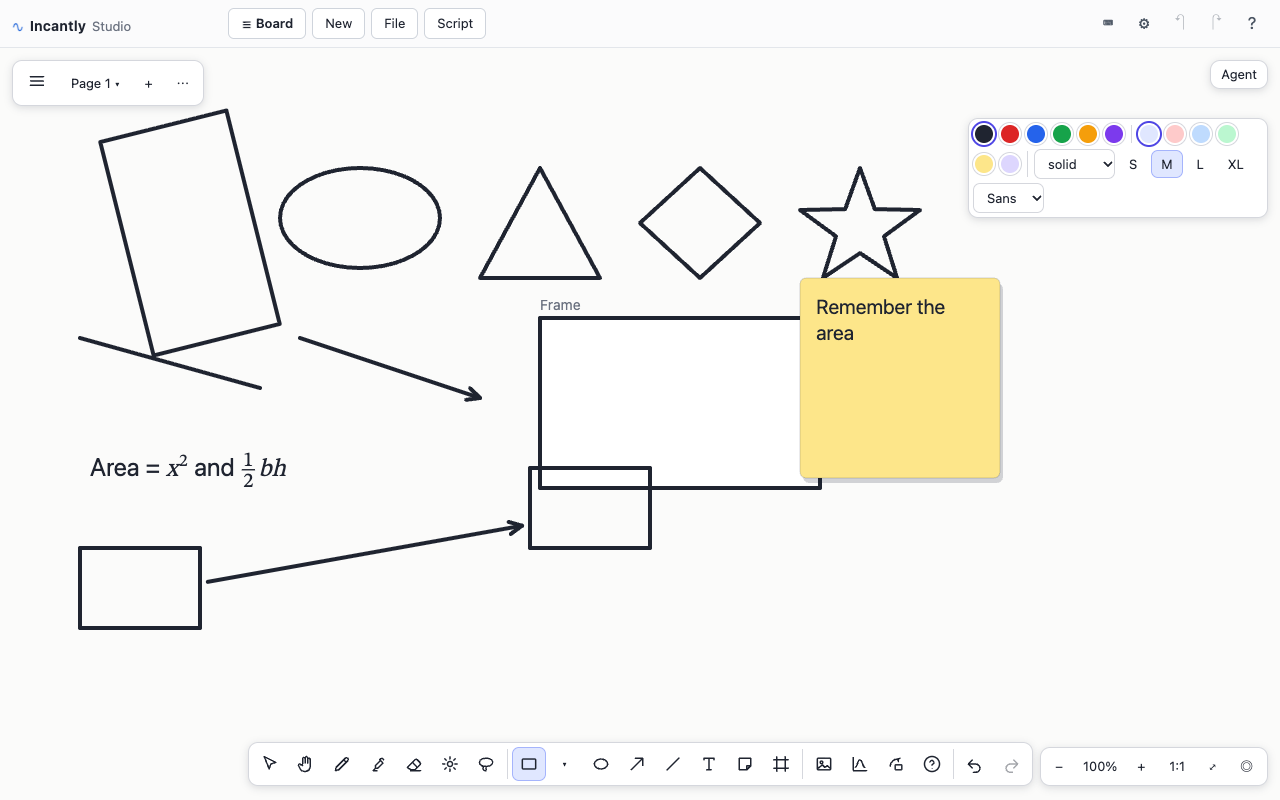 Incantly Studio
≡ Board New File Script
?
Page 1 ▾ + ···
Agent
solid S M L XL
Sans
Frame
Remember the
area
Area = x² and 1/2 bh
− 100% + 1:1